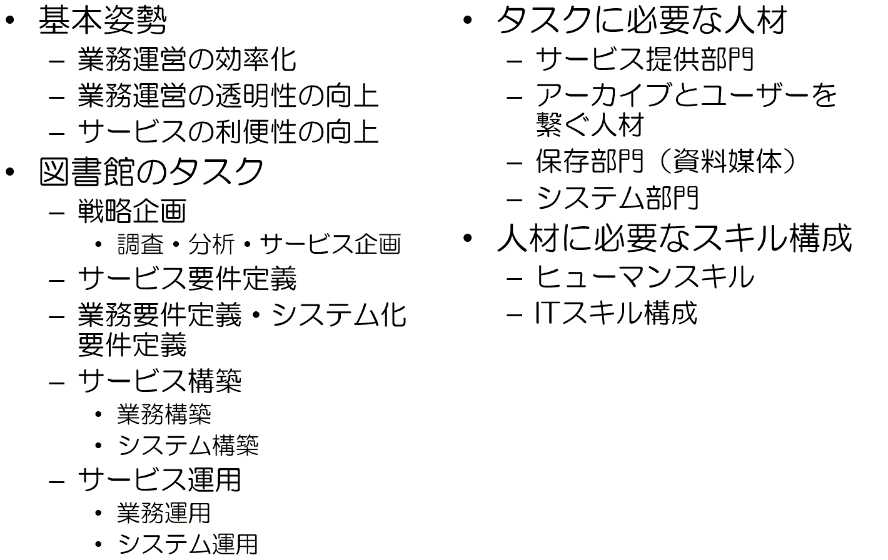 • 基本姿勢
– 業務運営の効率化
– 業務運営の透明性の向上
– サービスの利便性の向上
• 図書館のタスク
– 戦略企画
• 調査・分析・サービス企画
– サービス要件定義
– 業務要件定義・システム化
要件定義
– サービス構築
• 業務構築
• システム構築
– サービス運用
• 業務運用
• システム運用
• タスクに必要な人材
– サービス提供部門
– アーカイブとユーザーを
繋ぐ人材
– 保存部門（資料媒体）
– システム部門
• 人材に必要なスキル構成
– ヒューマンスキル
– ITスキル構成